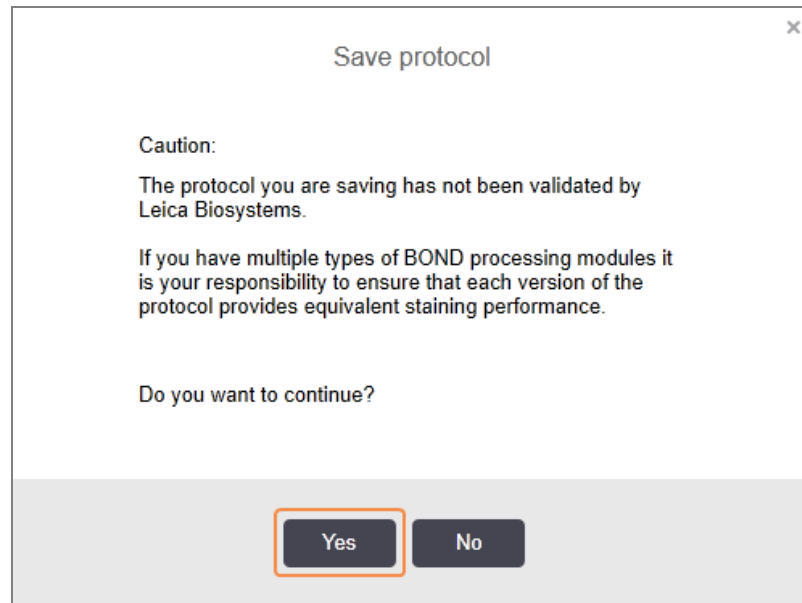 Save protocol
Caution:
The protocol you are saving has not been validated by
Leica Biosystems.
If you have multiple types of BOND processing modules it
is your responsibility to ensure that each version of the
protocol provides equivalent staining performance.
Do you want to continue?
Yes No